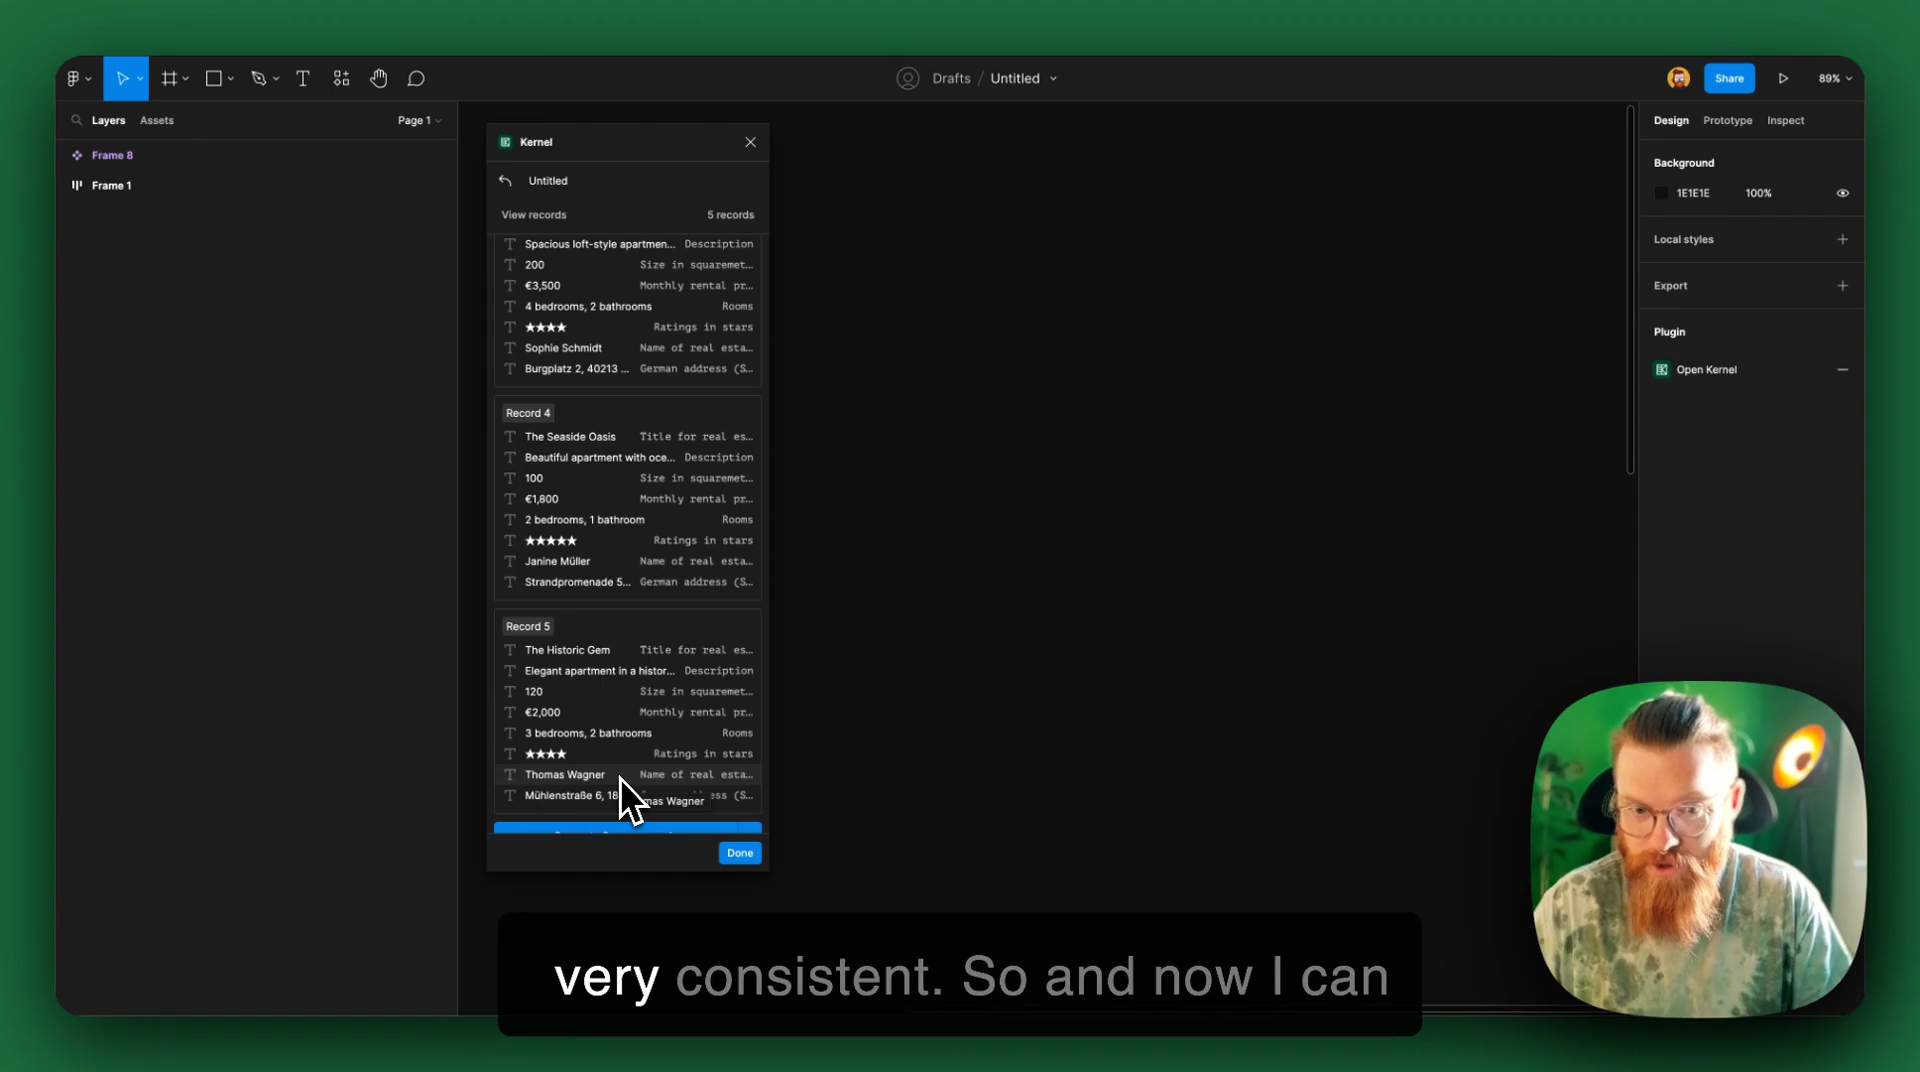 Drafts / Untitled
Share
89%
Layers
Assets
Page 1
Frame 8
Frame 1
Kernel
Untitled
View records
5 records
Spacious loft-style apartmen... Description
200 Size in squaremet...
€3,500 Monthly rental pr...
4 bedrooms, 2 bathrooms Rooms
★★★★ Ratings in stars
Sophie Schmidt Name of real esta...
Burgplatz 2, 40213 ... German address (S...
Record 4
The Seaside Oasis Title for real es...
Beautiful apartment with oce... Description
100 Size in squaremet...
€1,800 Monthly rental pr...
2 bedrooms, 1 bathroom Rooms
★★★★★ Ratings in stars
Janine Müller Name of real esta...
Strandpromenade 5... German address (S...
Record 5
The Historic Gem Title for real es...
Elegant apartment in a histor... Description
120 Size in squaremet...
€2,000 Monthly rental pr...
3 bedrooms, 2 bathrooms Rooms
★★★★ Ratings in stars
Thomas Wagner Name of real esta...
Mühlenstraße 6, 18
mas Wagner
ess (S...
Done
Design
Prototype
Inspect
Background
1E1E1E 100%
Local styles
Export
Plugin
Open Kernel
very consistent. So and now I can